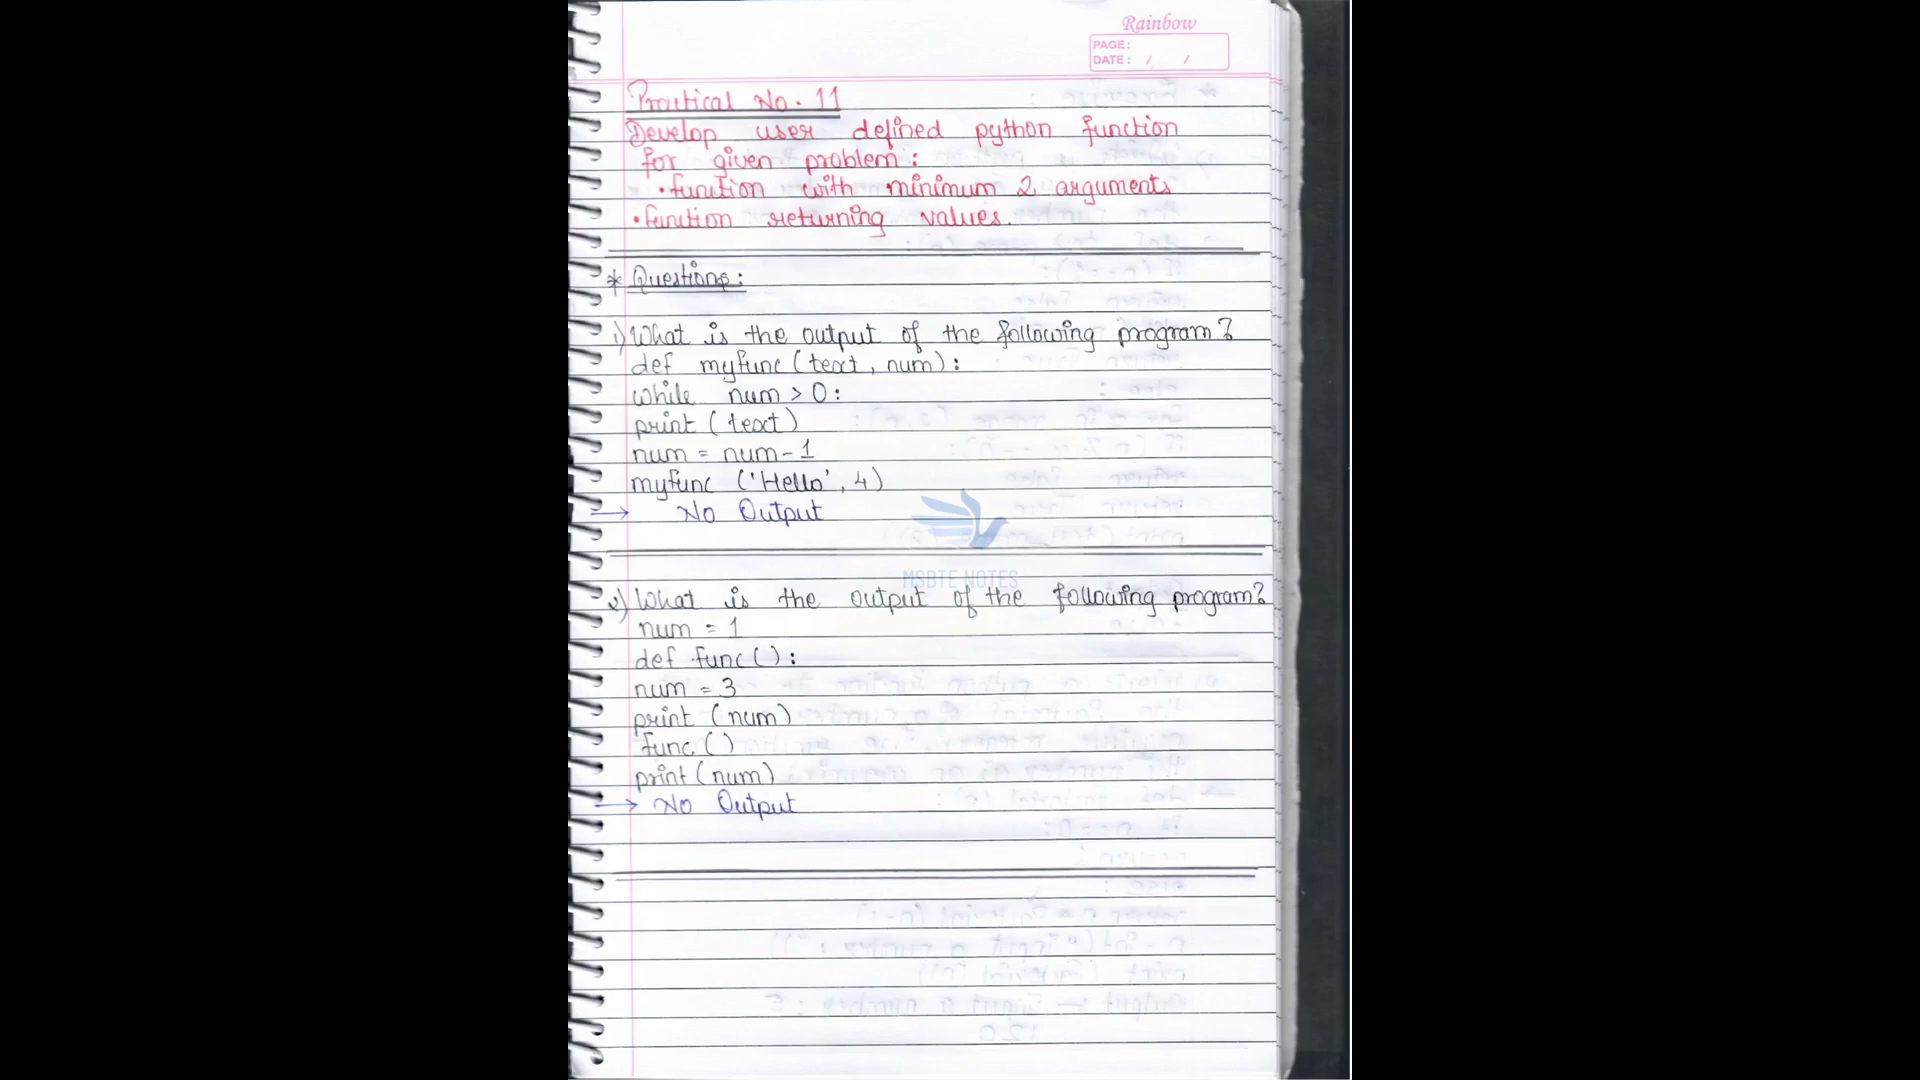 Rainbow
PAGE:
DATE: / /
Practical No. 11
Develop user defined python function
for given problem:
• function with minimum 2 arguments
• function returning values.
* Questions:
1) What is the output of the following program?
def myfunc (text, num):
while num > 0:
print (text)
num = num - 1
myfunc ('Hello', 4)
→ No Output
MSBTE NOTES
2) What is the output of the following program?
num = 1
def func():
num = 3
print (num)
func ()
print (num)
→ No Output